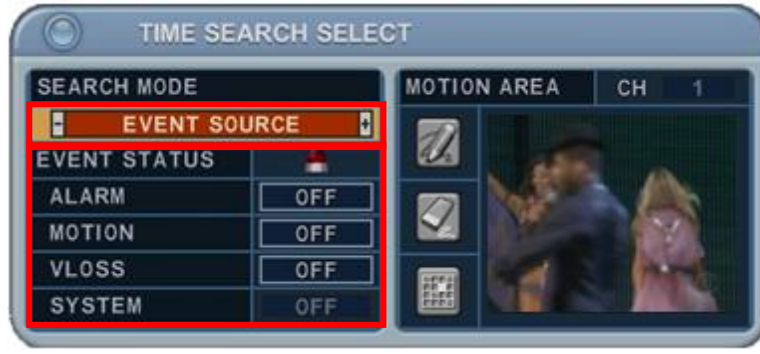 TIME SEARCH SELECT
SEARCH MODE
- EVENT SOURCE +
EVENT STATUS
ALARM OFF
MOTION OFF
VLOSS OFF
SYSTEM OFF
MOTION AREA CH 1